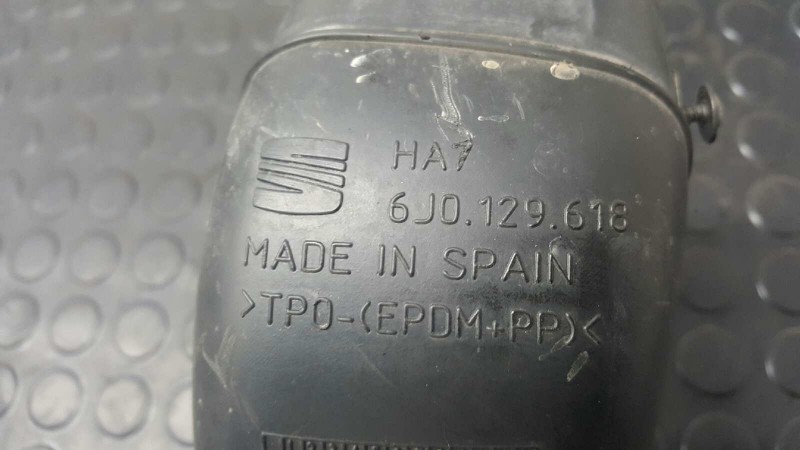 HA7
6J0.129.618
MADE IN SPAIN
>TPO-(EPDM+PP)<